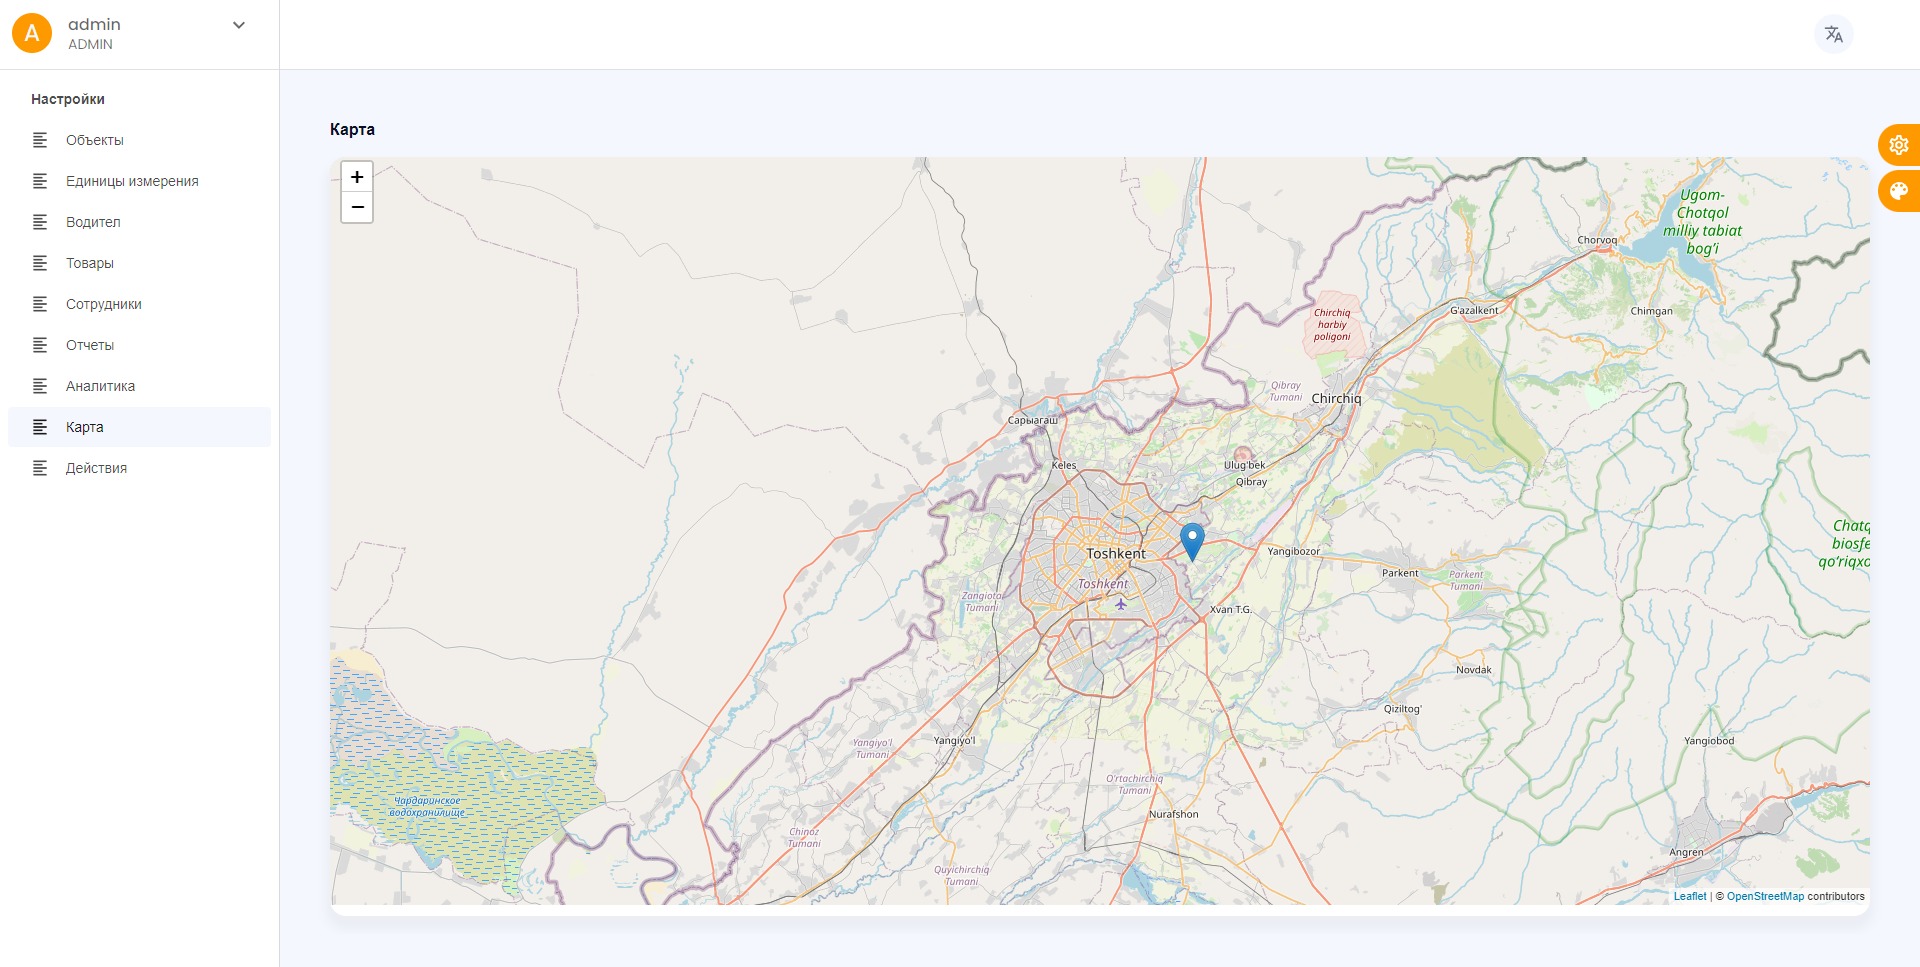 A
admin
ADMIN
Настройки
Объекты
Единицы измерения
Водител
Товары
Сотрудники
Отчеты
Аналитика
Карта
Действия
Карта
+
−
Ugom-
Chotqol
milliy tabiat
bog'i
Chorvoq
Chirchiq
harbiy
poligoni
G'azalkent
Chimgan
Qibray
Tumani
Chirchiq
Сарыагаш
Keles
Ulug'bek
Qibray
Chatq
biosfe
qo'riqxo
Toshkent
Yangibozor
Parkent
Parkent
Tumani
Toshkent
Zangiota
Tumani
Xvan T.G.
Novdak
Qiziltog'
Yangiyo'l
Tumani
Yangiyo'l
Yangiobod
O'rtachirchiq
Tumani
Чардаринское
водохранилище
Nurafshon
Chinoz
Tumani
Angren
Quyichirchiq
Tumani
Leaflet | © OpenStreetMap contributors